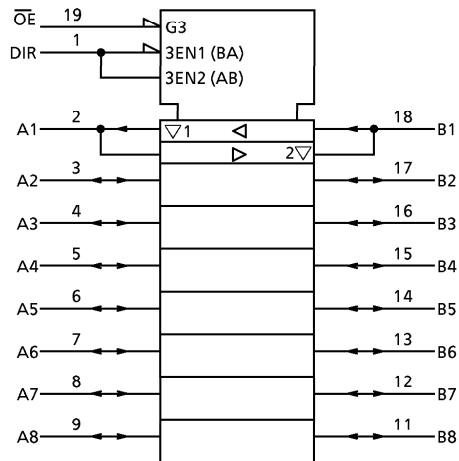 O̅E̅ 19 G3
DIR 1 3EN1 (BA)
3EN2 (AB)
A1 2 ▽1 ◁ 18 B1
▷ 2▽
A2 3 17 B2
A3 4 16 B3
A4 5 15 B4
A5 6 14 B5
A6 7 13 B6
A7 8 12 B7
A8 9 11 B8